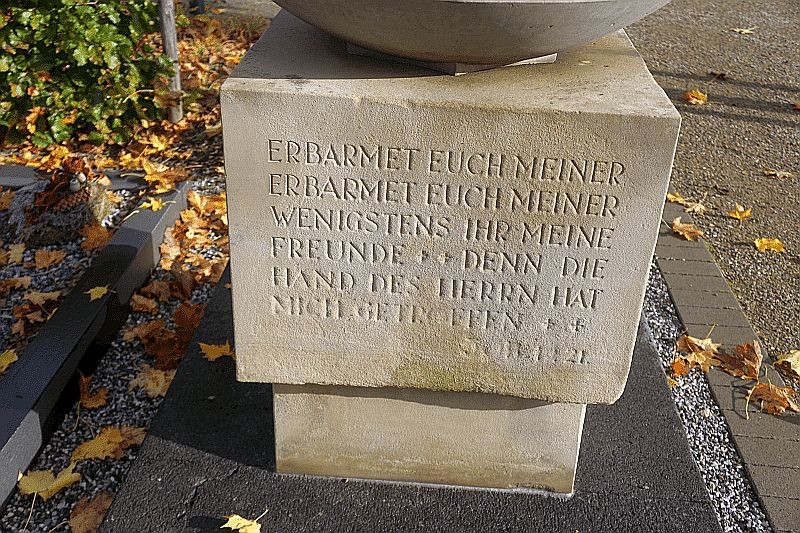 ERBARMET EUCH MEINER
ERBARMET EUCH MEINER
WENIGSTENS IHR MEINE
FREUNDE ++ DENN DIE
HAND DES HERRN HAT
MICH GETROFFEN ++